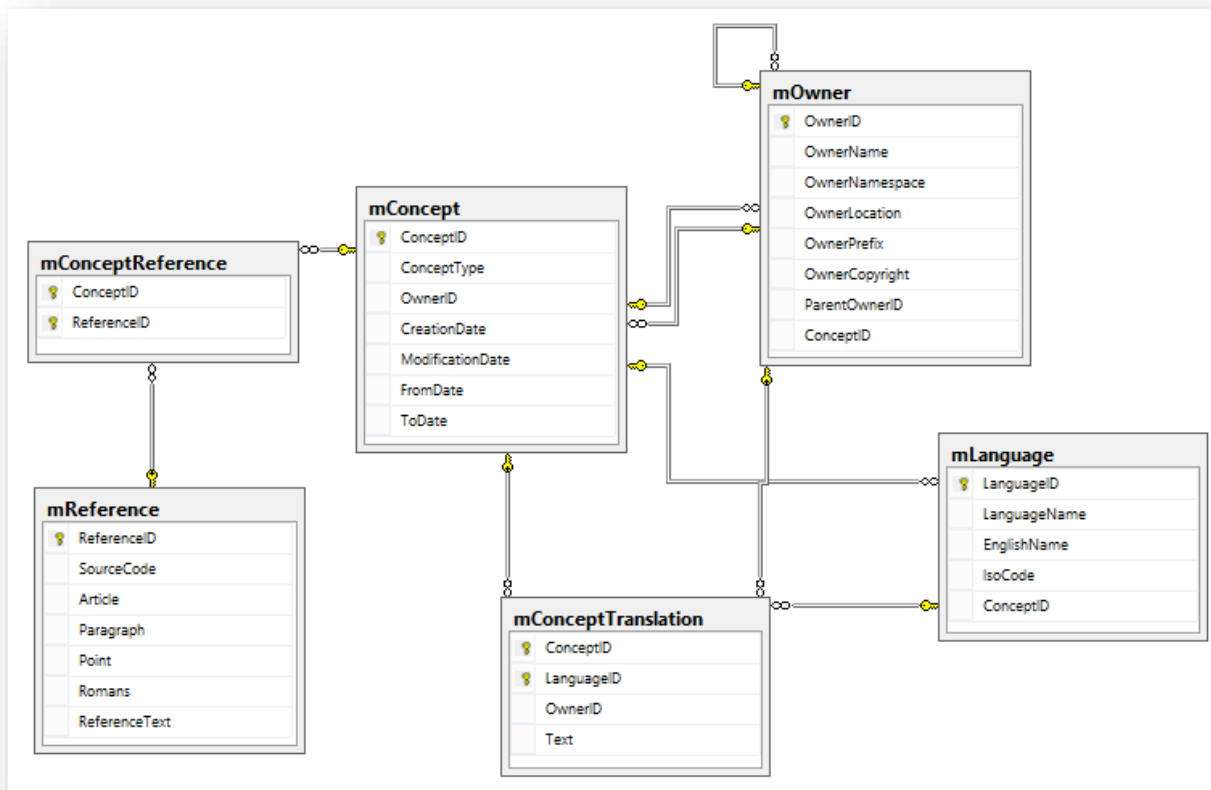 mOwner
OwnerID
OwnerName
OwnerNamespace
OwnerLocation
OwnerPrefix
OwnerCopyright
ParentOwnerID
ConceptID
mConcept
ConceptID
ConceptType
OwnerID
CreationDate
ModificationDate
FromDate
ToDate
mConceptReference
ConceptID
ReferenceID
mReference
ReferenceID
SourceCode
Article
Paragraph
Point
Romans
ReferenceText
mLanguage
LanguageID
LanguageName
EnglishName
IsoCode
ConceptID
mConceptTranslation
ConceptID
LanguageID
OwnerID
Text